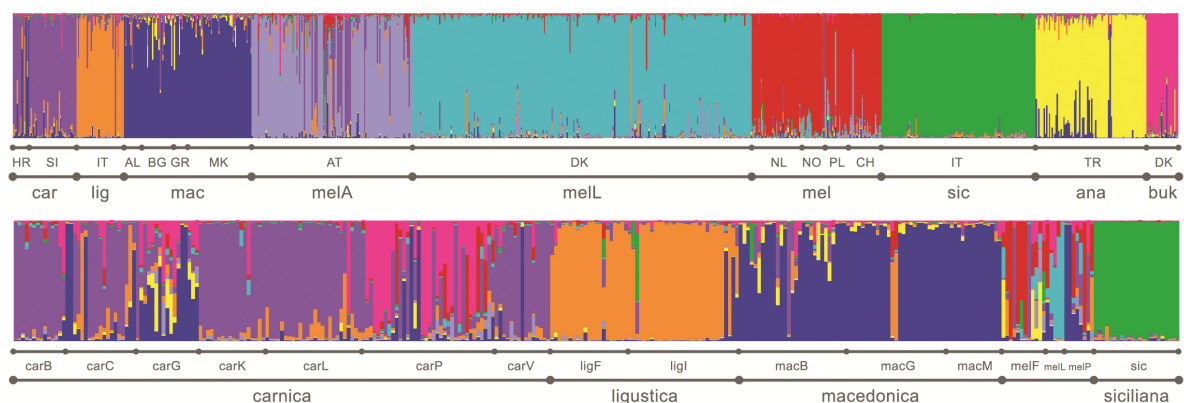 HR SI IT AL BG GR MK AT DK NL NO PL CH IT TR DK
car lig mac melA melL mel sic ana buk
carB carC carG carK carL carP carV ligF ligI macB macG macM melF melL melP sic
carnica ligustica macedonica siciliana